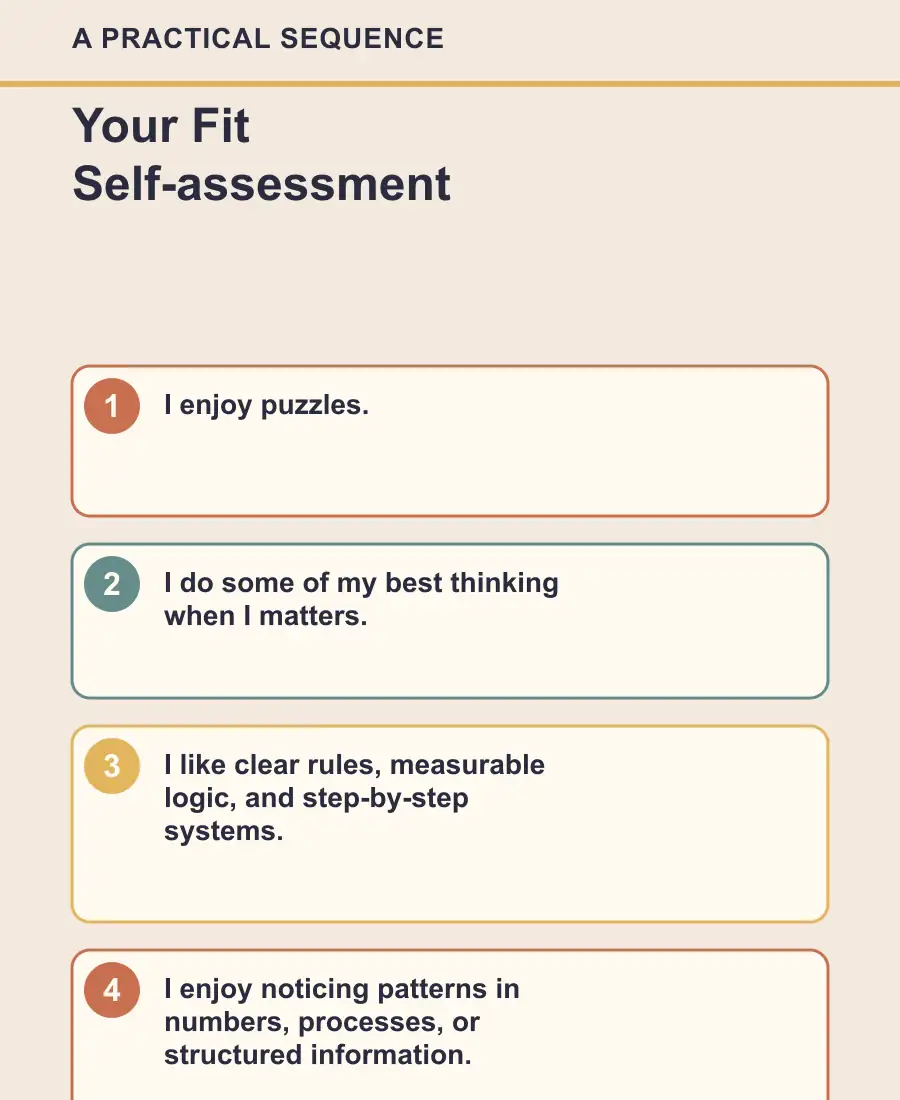 A PRACTICAL SEQUENCE
Your Fit
Self-assessment
1
I enjoy puzzles.
2
I do some of my best thinking
when I matters.
3
I like clear rules, measurable
logic, and step-by-step
systems.
4
I enjoy noticing patterns in
numbers, processes, or
structured information.